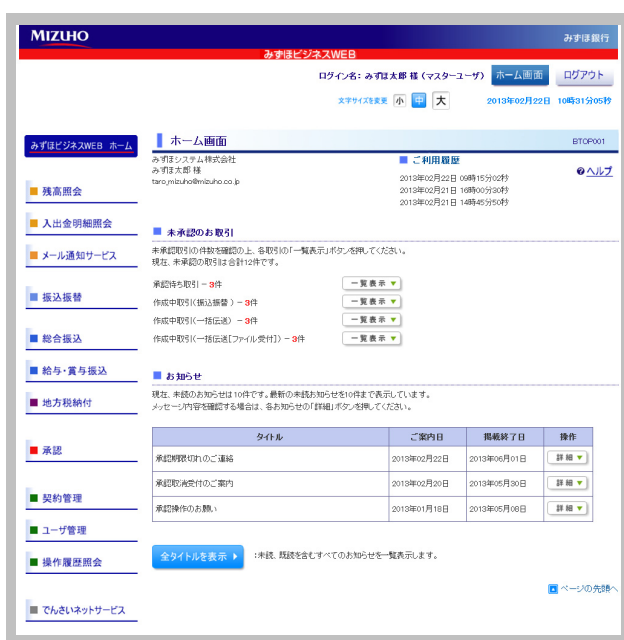 MIZUHO
みずほ銀行
みずほビジネスWEB
ログイン名：みずほ太郎 様（マスターユーザ）
ホーム画面
ログアウト
文字サイズを変更 小 中 大
2013年02月22日 10時31分05秒
みずほビジネスWEB ホーム
残高照会
入出金明細照会
メール通知サービス
振込振替
総合振込
給与・賞与振込
地方税納付
承認
契約管理
ユーザ管理
操作履歴照会
でんさいネットサービス
ホーム画面
BTOP001
みずほシステム株式会社
みずほ太郎 様
taro_mizuho@mizuho.co.jp
ご利用履歴
2013年02月22日 09時15分02秒
2013年02月21日 16時00分30秒
2013年02月21日 14時45分50秒
ヘルプ
未承認のお取引
未承認取引の件数を確認の上、各取引の「一覧表示」ボタンを押してください。
現在、未承認の取引は合計12件です。
承認待ち取引 − 3件 一覧表示 ▼
作成中取引（振込振替） − 3件 一覧表示 ▼
作成中取引（一括伝送） − 3件 一覧表示 ▼
作成中取引（一括伝送［ファイル受付］） − 3件 一覧表示 ▼
お知らせ
現在、未読のお知らせは10件です。最新の未読お知らせを10件まで表示しています。
メッセージ内容を確認する場合は、各お知らせの「詳細」ボタンを押してください。
タイトル ご案内日 掲載終了日 操作
承認期限切れのご連絡 2013年02月22日 2013年06月01日 詳細 ▼
承認取消受付のご案内 2013年02月20日 2013年05月30日 詳細 ▼
承認操作のお願い 2013年01月18日 2013年05月08日 詳細 ▼
全タイトルを表示
：未読、既読を含むすべてのお知らせを一覧表示します。
ページの先頭へ